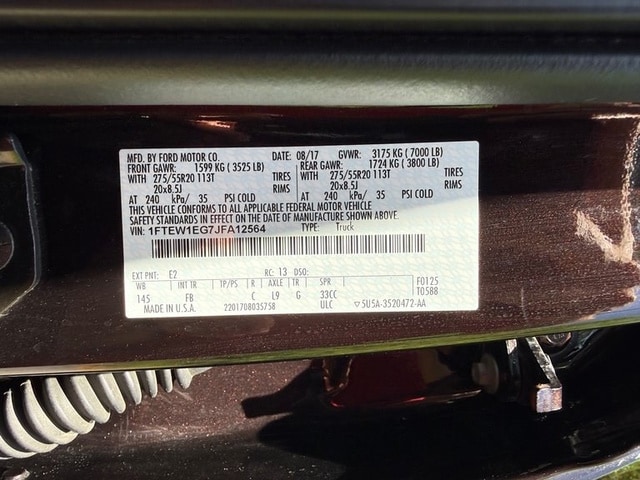 MFD. BY FORD MOTOR CO. DATE: 08/17 GVWR: 3175 KG ( 7000 LB)
FRONT GAWR: 1599 KG ( 3525 LB) REAR GAWR: 1724 KG ( 3800 LB)
WITH 275/55R20 113T TIRES WITH 275/55R20 113T TIRES
20x8.5J RIMS 20x8.5J RIMS
AT 240 kPa/ 35 PSI COLD AT 240 kPa/ 35 PSI COLD
THIS VEHICLE CONFORMS TO ALL APPLICABLE FEDERAL MOTOR VEHICLE
SAFETY STANDARDS IN EFFECT ON THE DATE OF MANUFACTURE SHOWN ABOVE.
VIN: 1FTEW1EG7JFA12564 TYPE: Truck
EXT PNT: E2 RC: 13 DSO: F0125
WB INT TR TP/PS R AXLE TR SPR T05B8
145 FB C L9 G 33CC
MADE IN U.S.A. 2201708035758 ULC 5U5A-3520472-AA